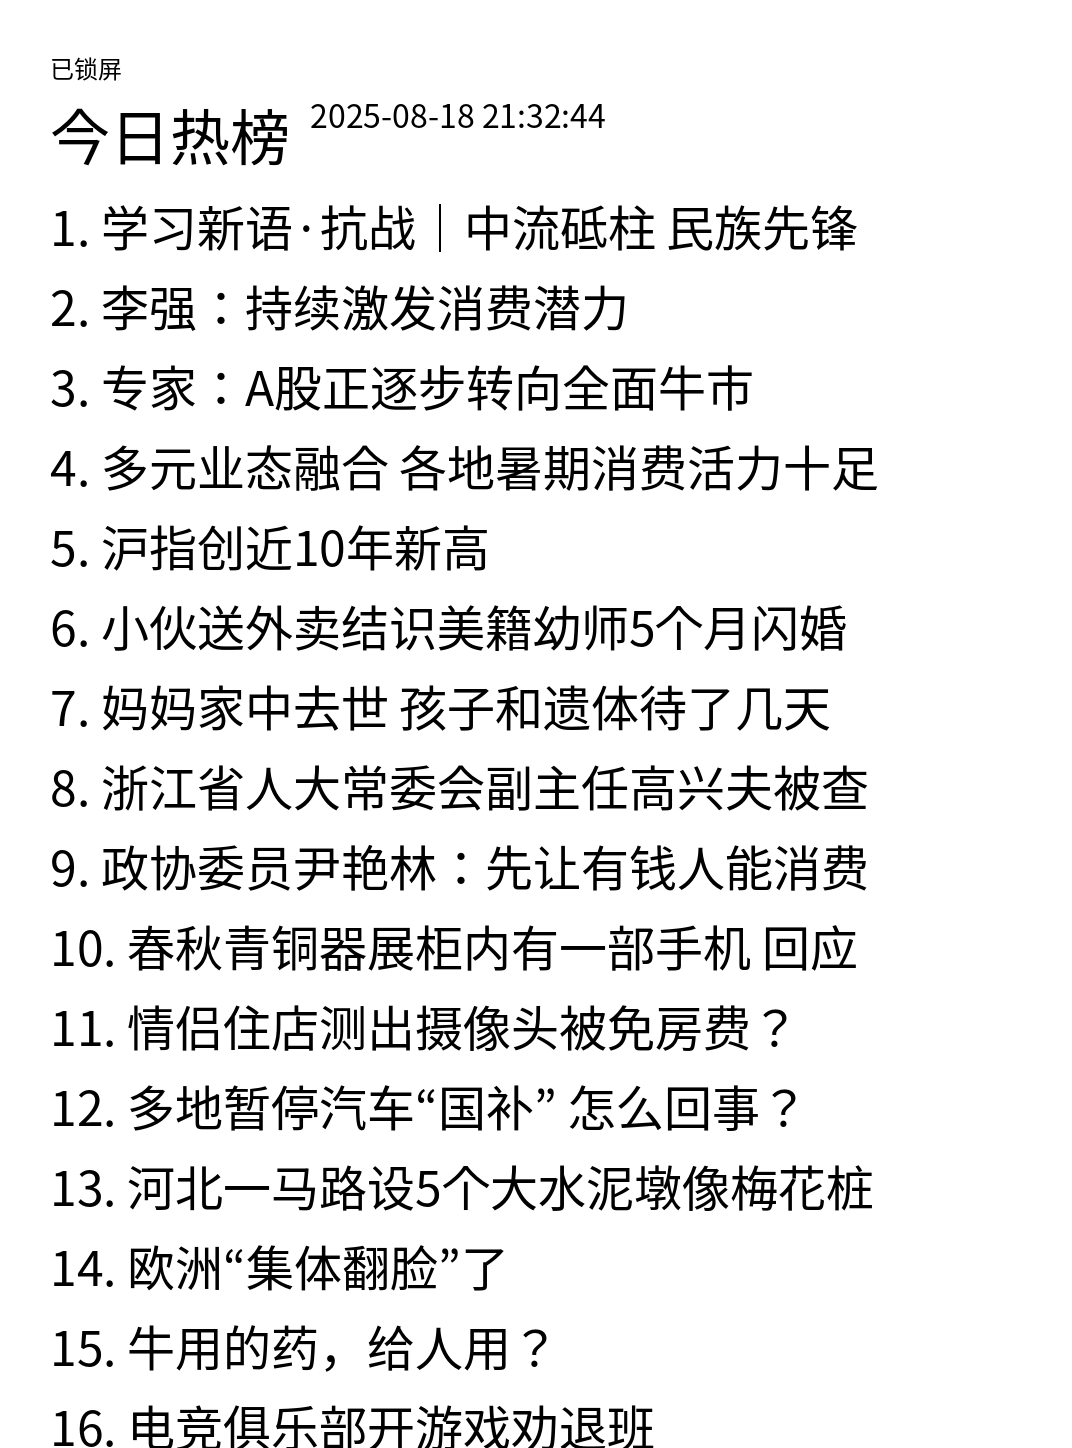 已锁屏
今日热榜 2025-08-18 21:32:44
1. 学习新语·抗战｜中流砥柱 民族先锋
2. 李强：持续激发消费潜力
3. 专家：A股正逐步转向全面牛市
4. 多元业态融合 各地暑期消费活力十足
5. 沪指创近10年新高
6. 小伙送外卖结识美籍幼师5个月闪婚
7. 妈妈家中去世 孩子和遗体待了几天
8. 浙江省人大常委会副主任高兴夫被查
9. 政协委员尹艳林：先让有钱人能消费
10. 春秋青铜器展柜内有一部手机 回应
11. 情侣住店测出摄像头被免房费？
12. 多地暂停汽车“国补” 怎么回事？
13. 河北一马路设5个大水泥墩像梅花桩
14. 欧洲“集体翻脸”了
15. 牛用的药，给人用？
16. 电竞俱乐部开游戏劝退班